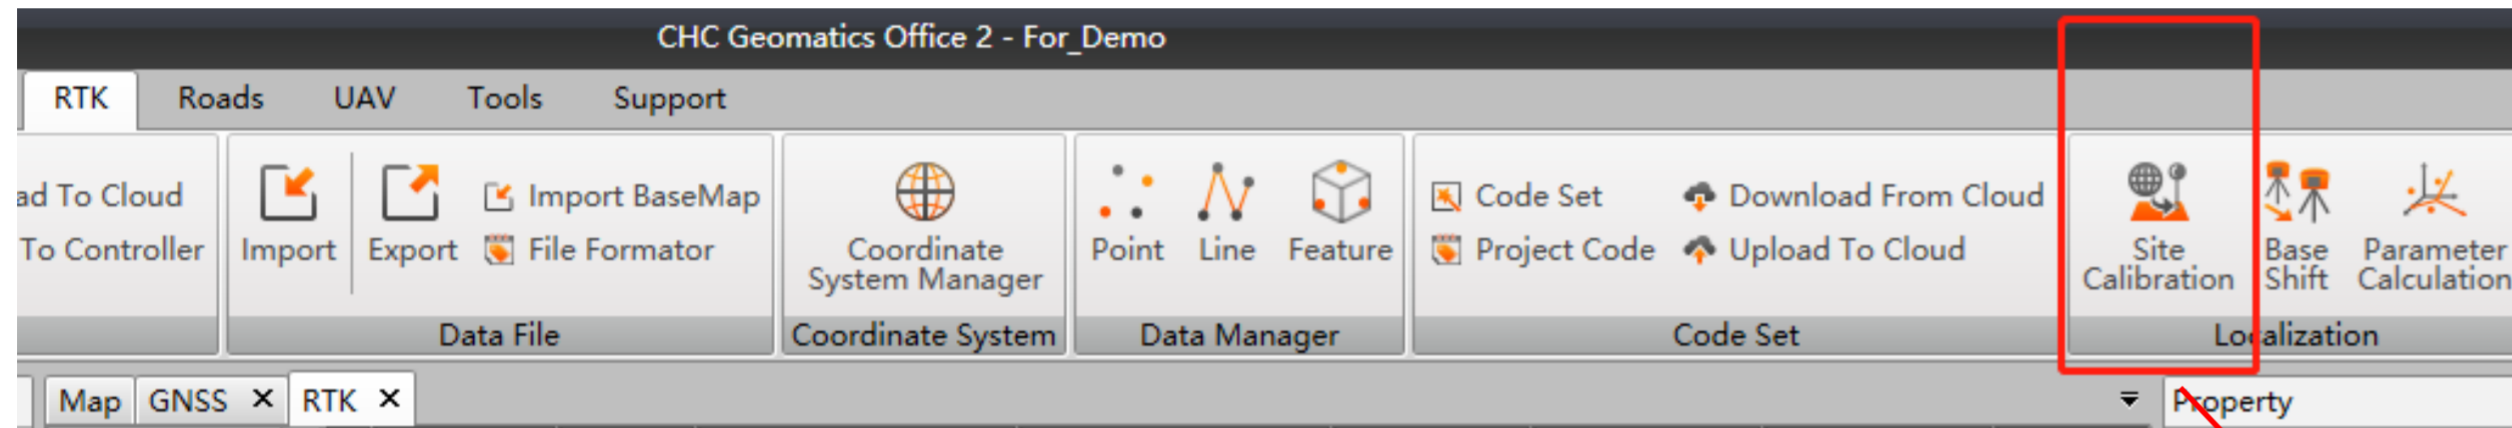 CHC Geomatics Office 2 - For_Demo
RTK Roads UAV Tools Support
ad To Cloud
To Controller
Import
Export
Import BaseMap
File Formator
Data File
Coordinate
System Manager
Coordinate System
Point
Line
Feature
Data Manager
Code Set
Project Code
Download From Cloud
Upload To Cloud
Code Set
Site
Calibration
Base
Shift
Parameter
Calculation
Localization
Map GNSS RTK
Property